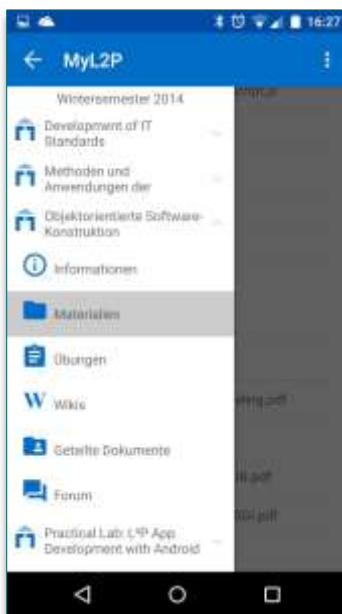 16:27
MyL2P
Wintersemester 2014
Development of IT
Standards
Methoden und
Anwendungen der
Objektorientierte Software-
Konstruktion
Informationen
Materialien
Übungen
W Wikis
Geteilte Dokumente
Forum
Practical Lab: L²P App
Development with Android